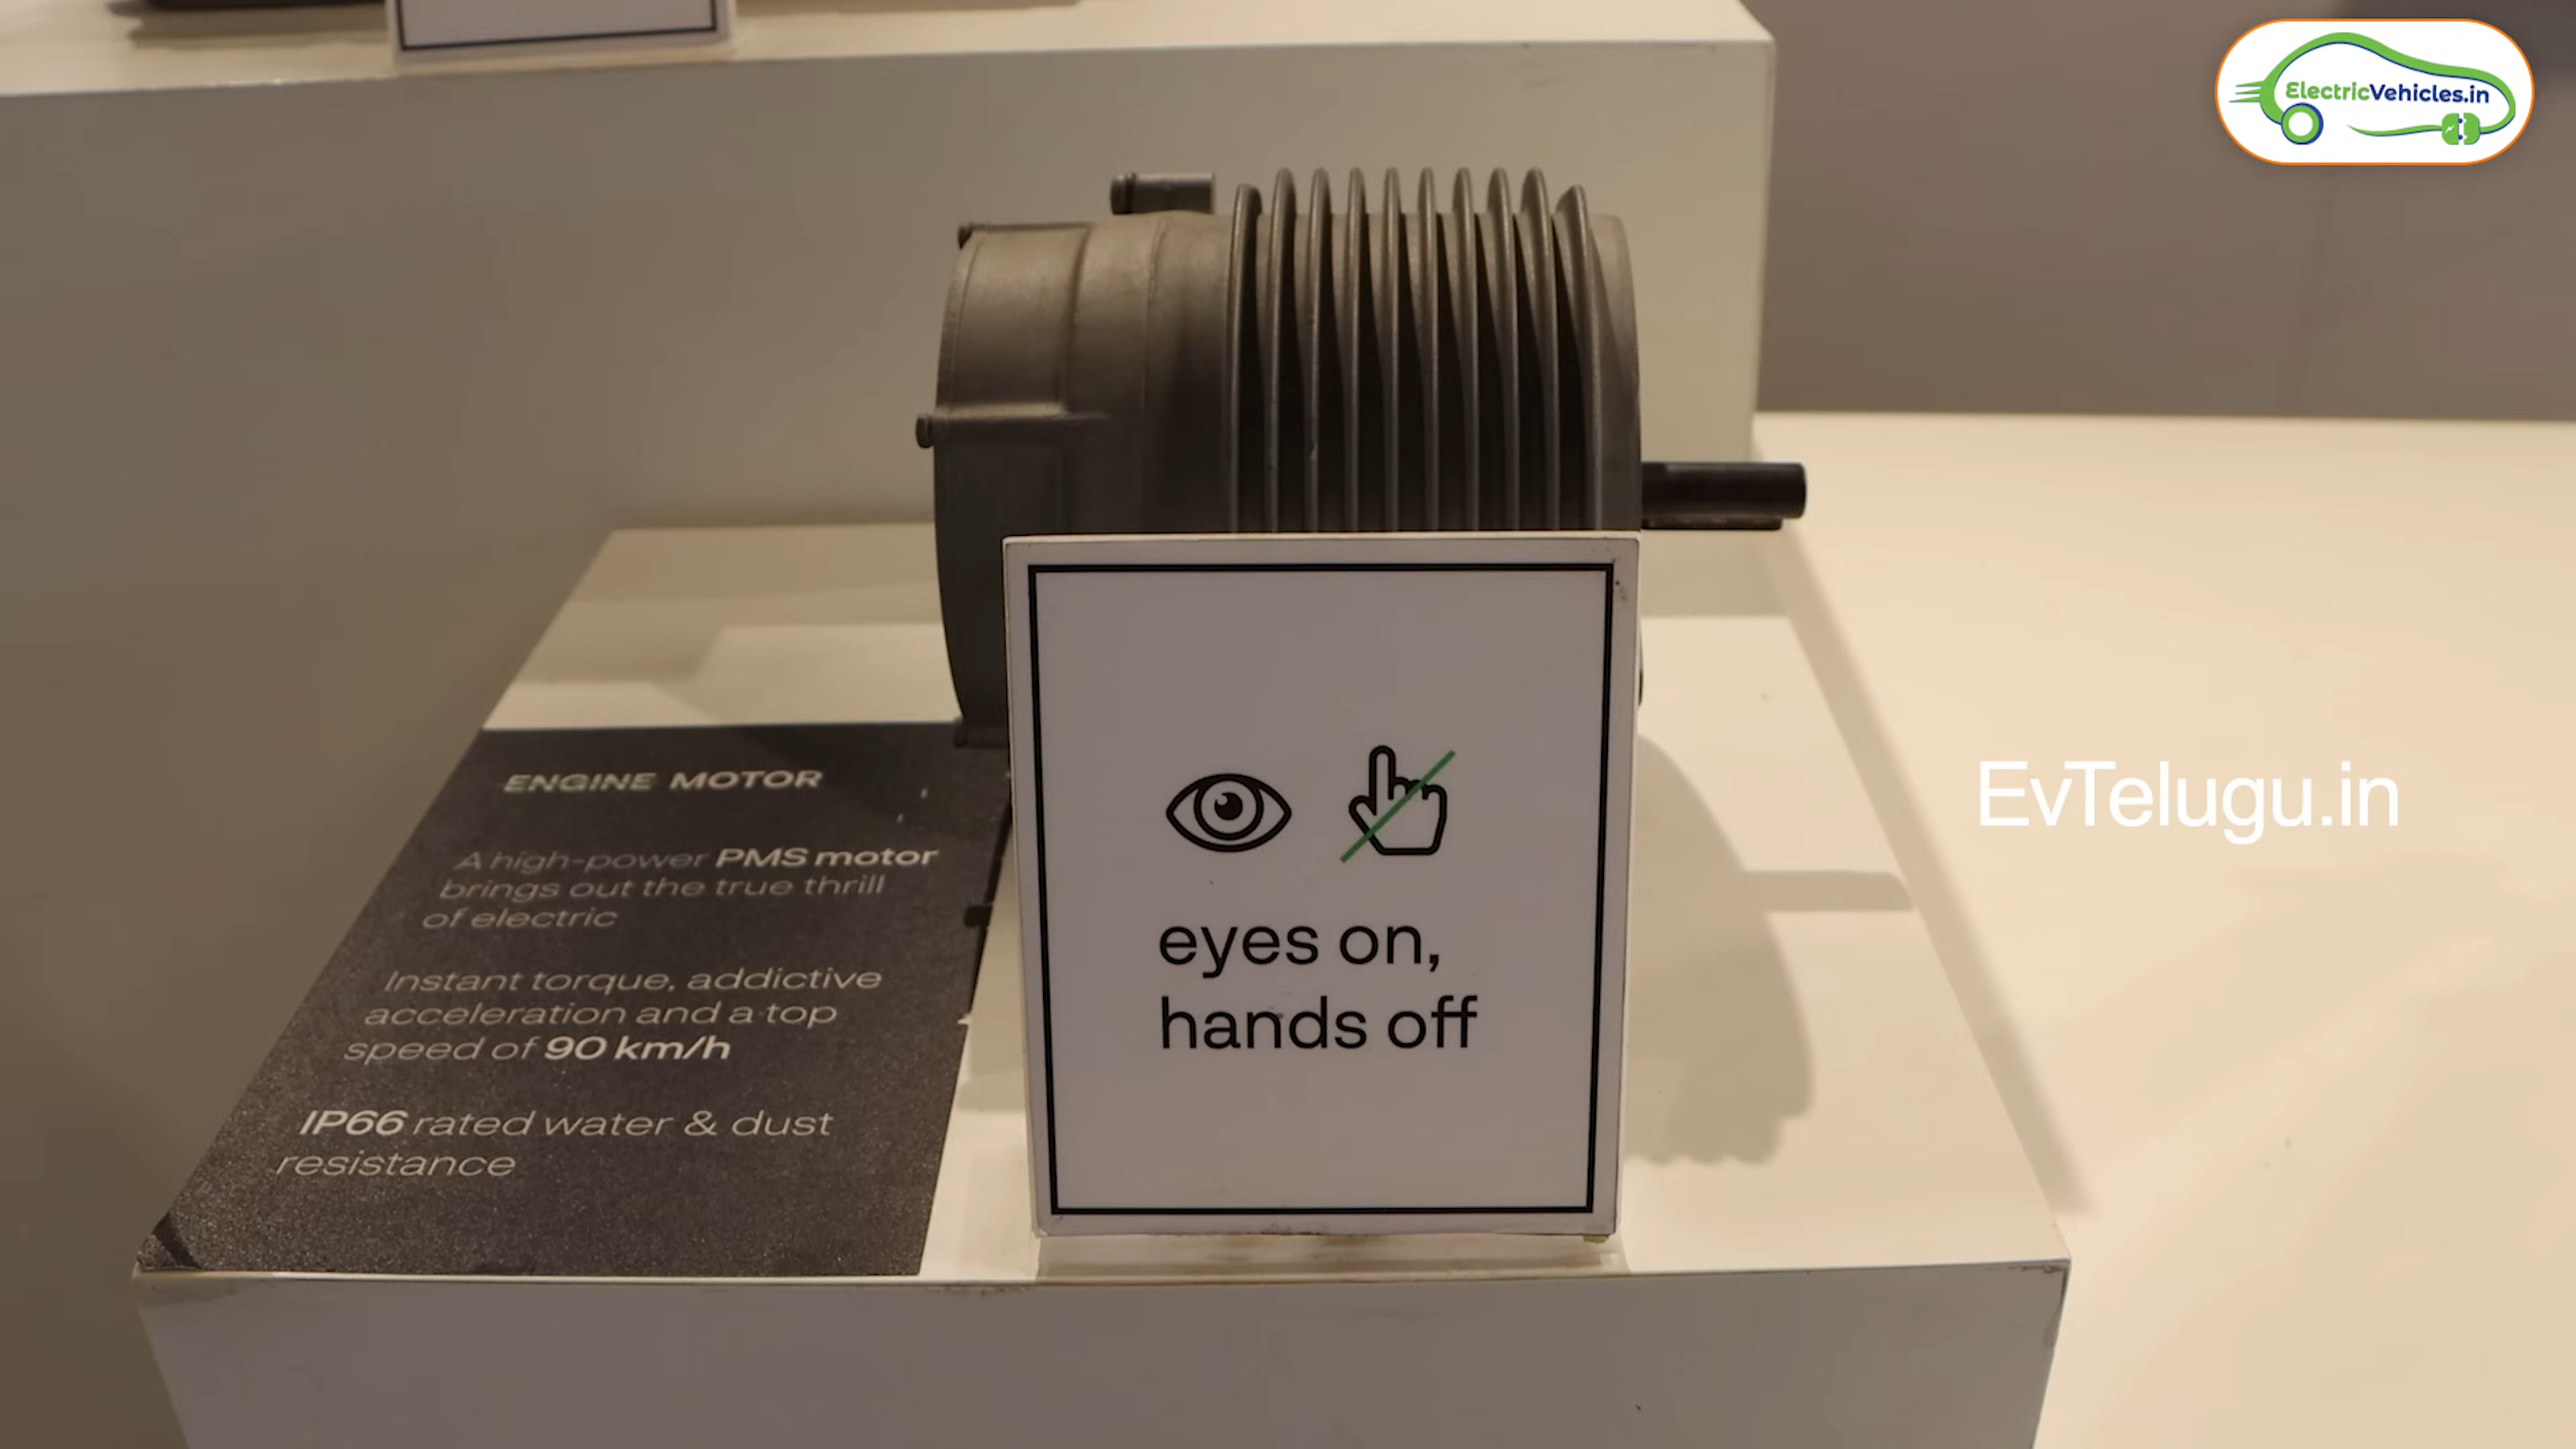 ElectricVehicles.in
ENGINE MOTOR
A high-power PMS motor
brings out the true thrill
of electric
Instant torque, addictive
acceleration and a top
speed of 90 km/h
IP66 rated water & dust
resistance
eyes on,
hands off
EvTelugu.in